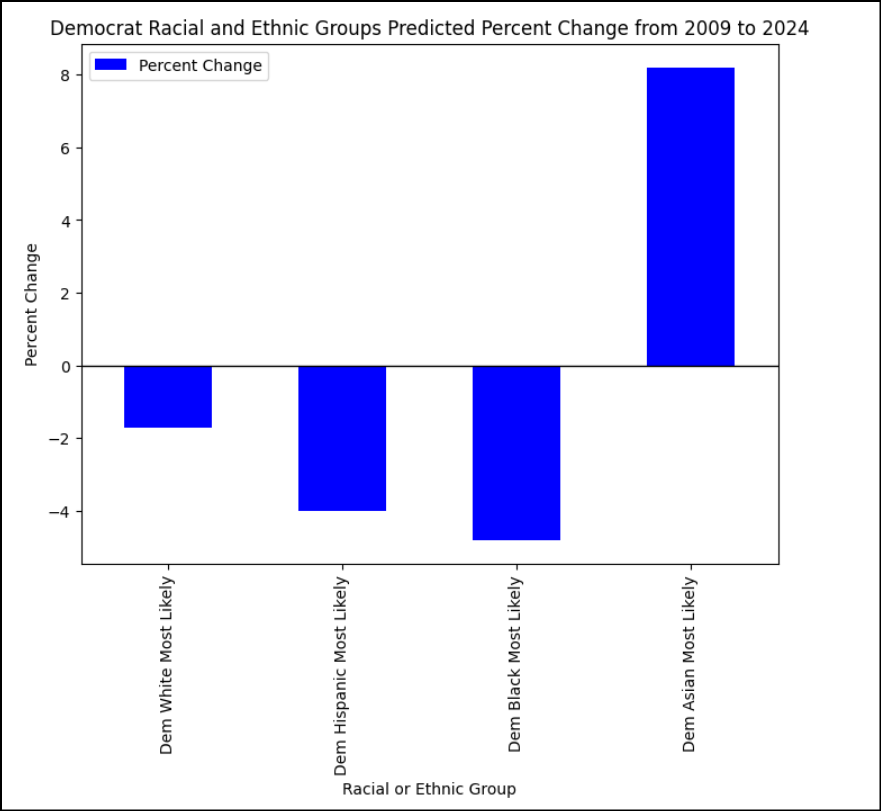 Democrat Racial and Ethnic Groups Predicted Percent Change from 2009 to 2024
Percent Change
Percent Change
8
6
4
2
0
−2
−4
Dem White Most Likely
Dem Hispanic Most Likely
Dem Black Most Likely
Dem Asian Most Likely
Racial or Ethnic Group